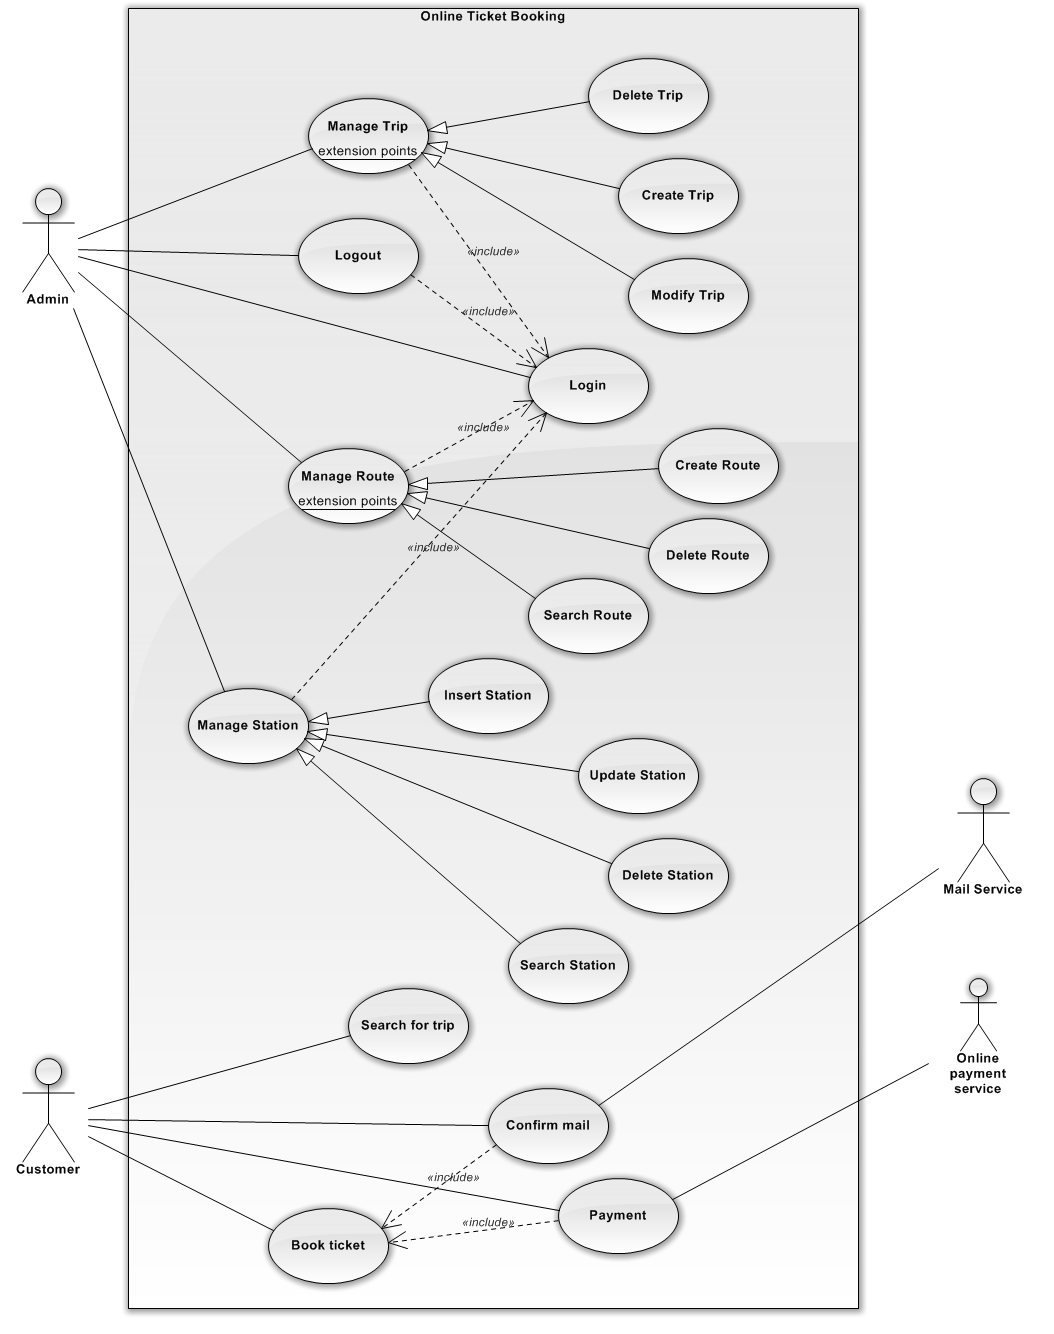 Online Ticket Booking
Delete Trip
Manage Trip
extension points
Create Trip
«include»
Logout
Modify Trip
Admin
«include»
Login
«include»
Create Route
Manage Route
extension points
«include»
Delete Route
Search Route
Insert Station
Manage Station
Update Station
Delete Station
Mail Service
Search Station
Search for trip
Online
payment
service
Confirm mail
Customer
«include»
Payment
«include»
Book ticket